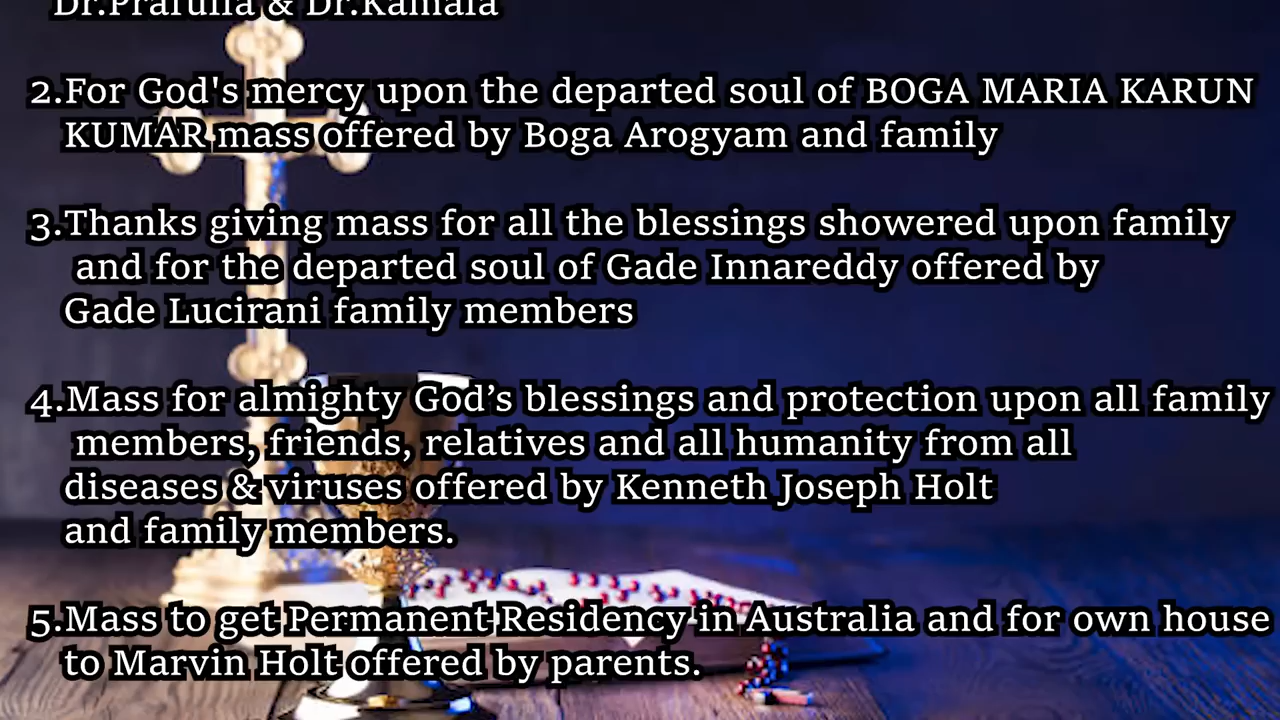 Dr.Prafulla & Dr.Kamala
2.For God's mercy upon the departed soul of BOGA MARIA KARUN
KUMAR mass offered by Boga Arogyam and family
3.Thanks giving mass for all the blessings showered upon family
and for the departed soul of Gade Innareddy offered by
Gade Lucirani family members
4.Mass for almighty God’s blessings and protection upon all family
members, friends, relatives and all humanity from all
diseases & viruses offered by Kenneth Joseph Holt
and family members.
5.Mass to get Permanent Residency in Australia and for own house
to Marvin Holt offered by parents.